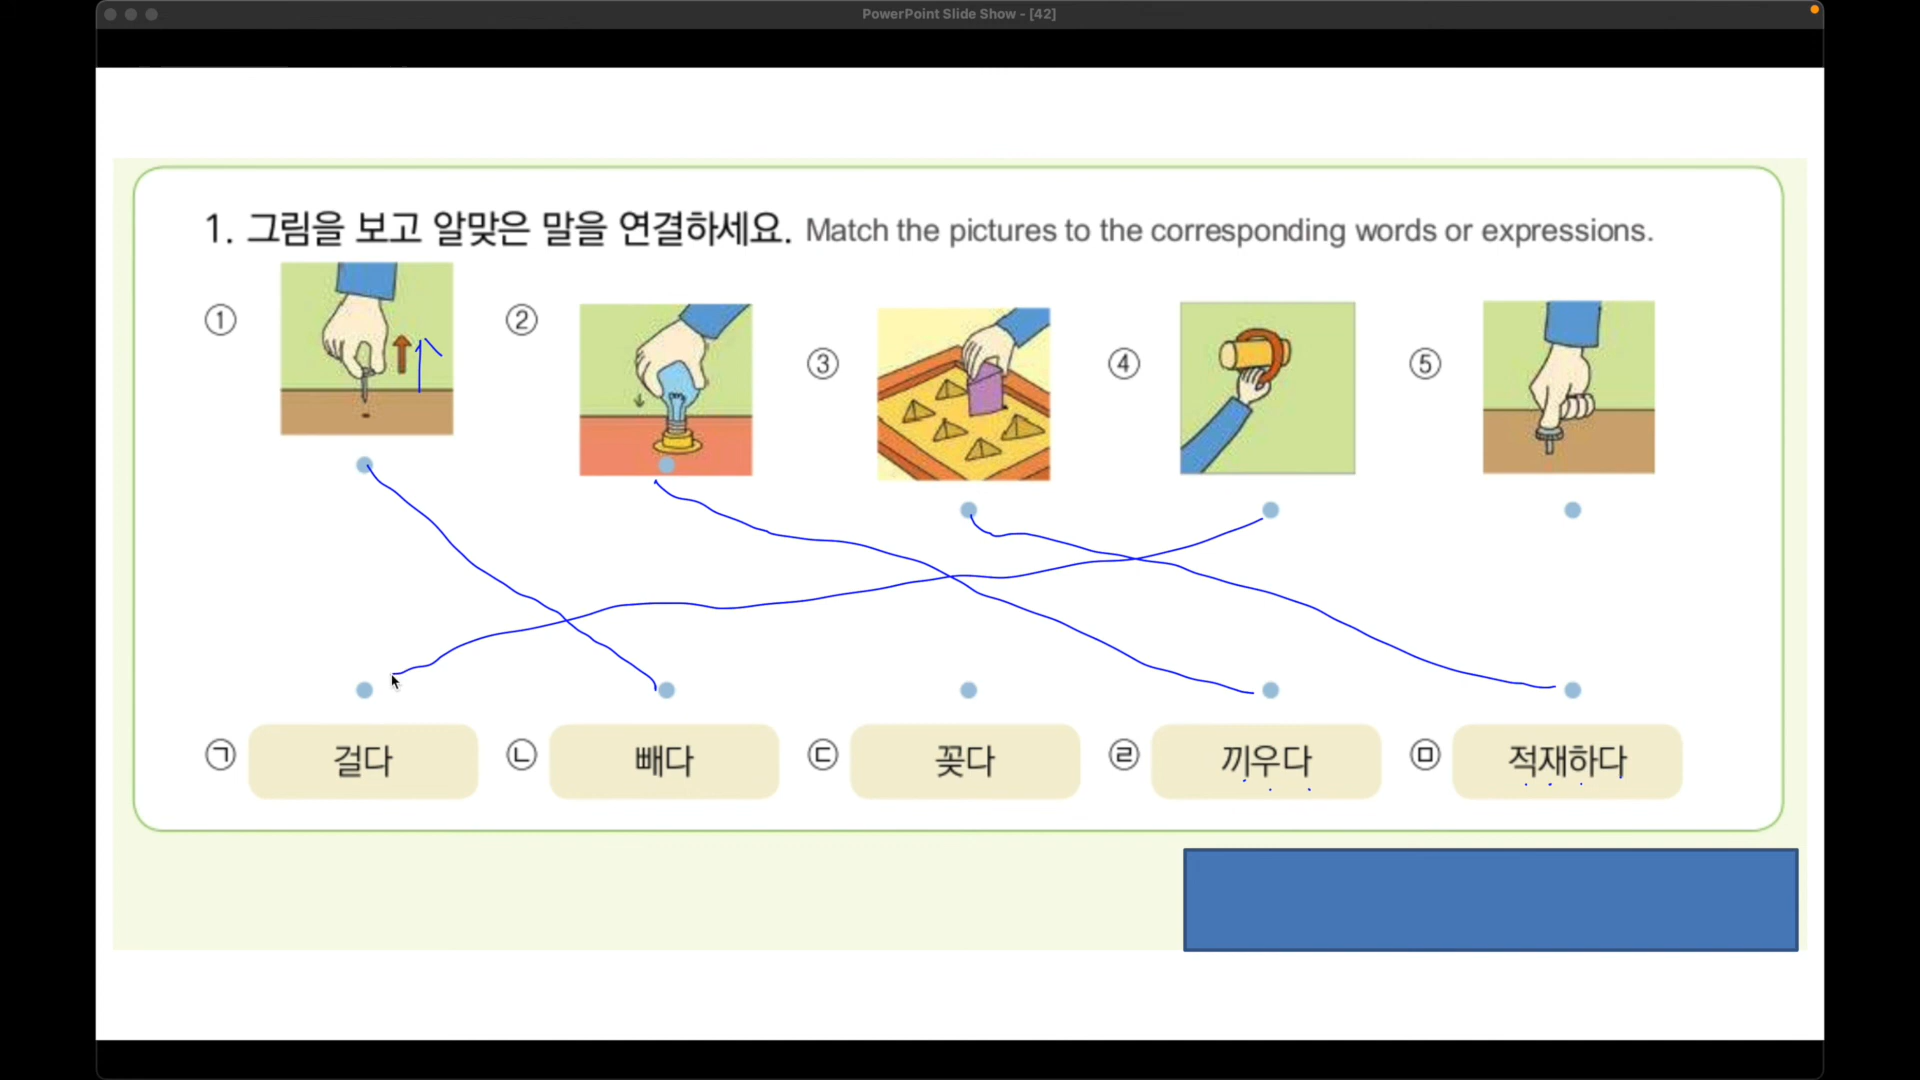 PowerPoint Slide Show - [42]
1. 그림을 보고 알맞은 말을 연결하세요. Match the pictures to the corresponding words or expressions.
① ② ③ ④ ⑤
㉠ 걸다 ㉡ 빼다 ㉢ 꽂다 ㉣ 끼우다 ㉤ 적재하다